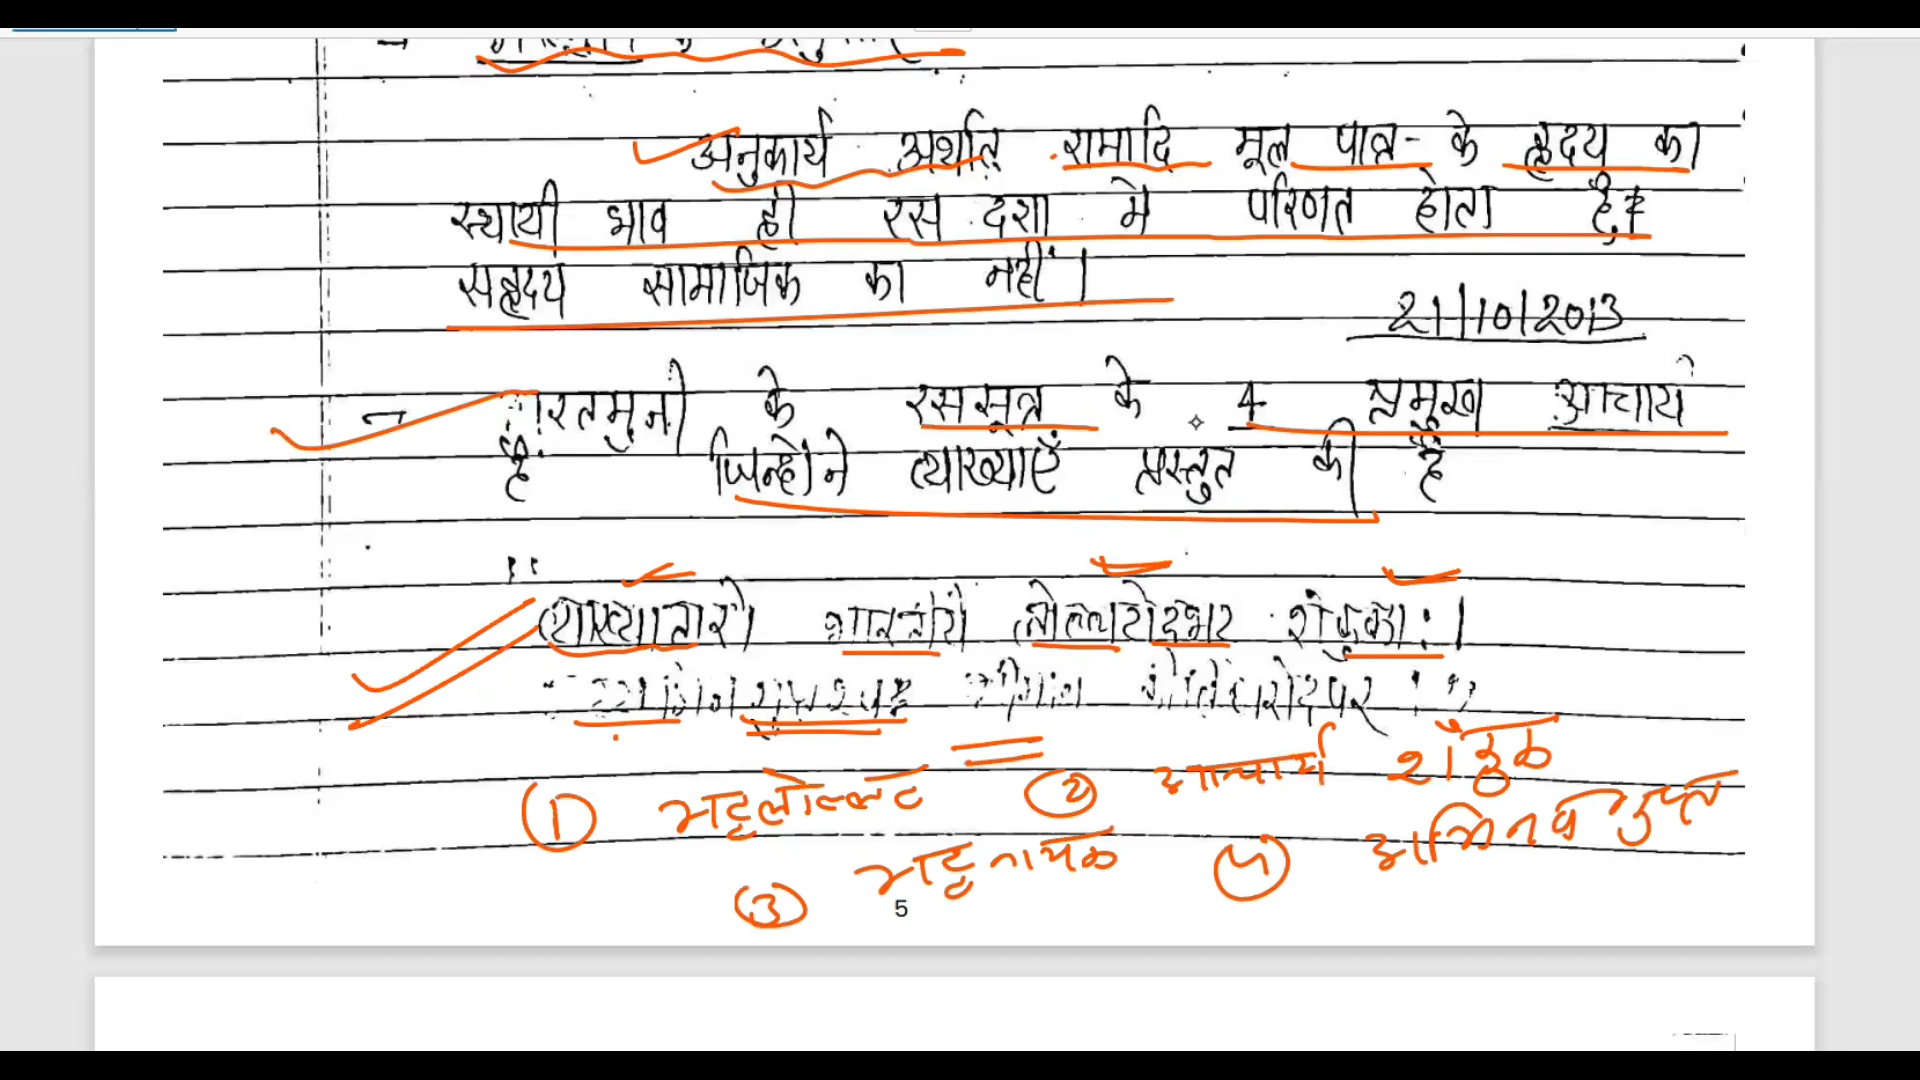 अनुकार्य अर्थात् रामादि मूल पात्र - के हृदय का
स्थायी भाव ही रस दशा मे परिणत होता है,
सहृदय सामाजिक का नहीं।
21/10/2013
→ भरतमुनी के रससूत्र के 4 प्रमुख आचार्य
है जिन्होने व्याख्याएँ प्रस्तुत की है
"
व्याख्यातारो भारतीये लोल्लटोद्भट शंकुकाः।
① भट्टलोल्लट ② आचार्य शंकुक
③ भट्टनायक ④ अभिनवगुप्त
5